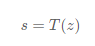 s = T(z)